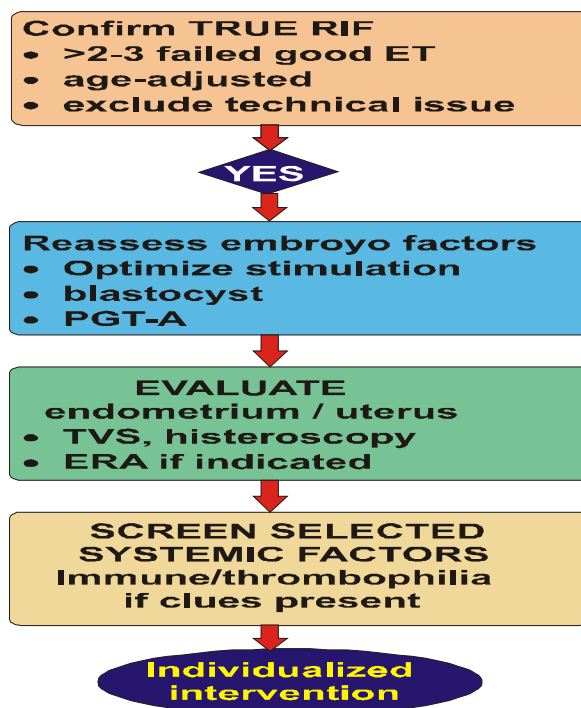 Confirm TRUE RIF
• >2-3 failed good ET
• age-adjusted
• exclude technical issue
YES
Reassess embroyo factors
• Optimize stimulation
• blastocyst
• PGT-A
EVALUATE
endometrium / uterus
• TVS, histeroscopy
• ERA if indicated
SCREEN SELECTED
SYSTEMIC FACTORS
Immune/thrombophilia
if clues present
Individualized
intervention